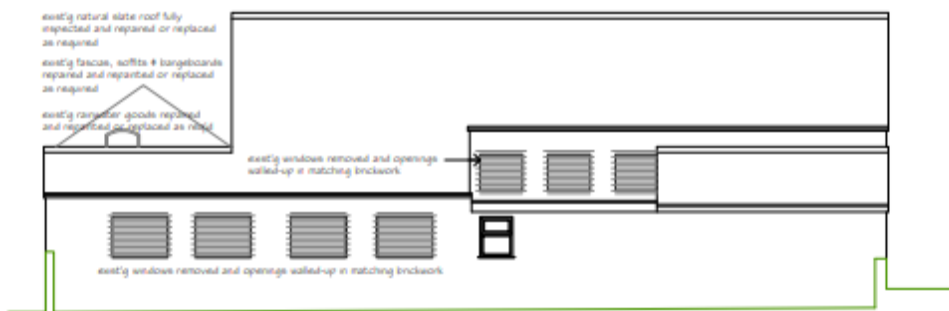 exist'g natural slate roof fully
inspected and repaired or replaced
as required
exist'g fascias, soffits & bargeboards
repaired and repainted or replaced
as required
exist'g rainwater goods repaired
and repainted or replaced as req'd
exist'g windows removed and openings
walled-up in matching brickwork
exist'g windows removed and openings walled-up in matching brickwork